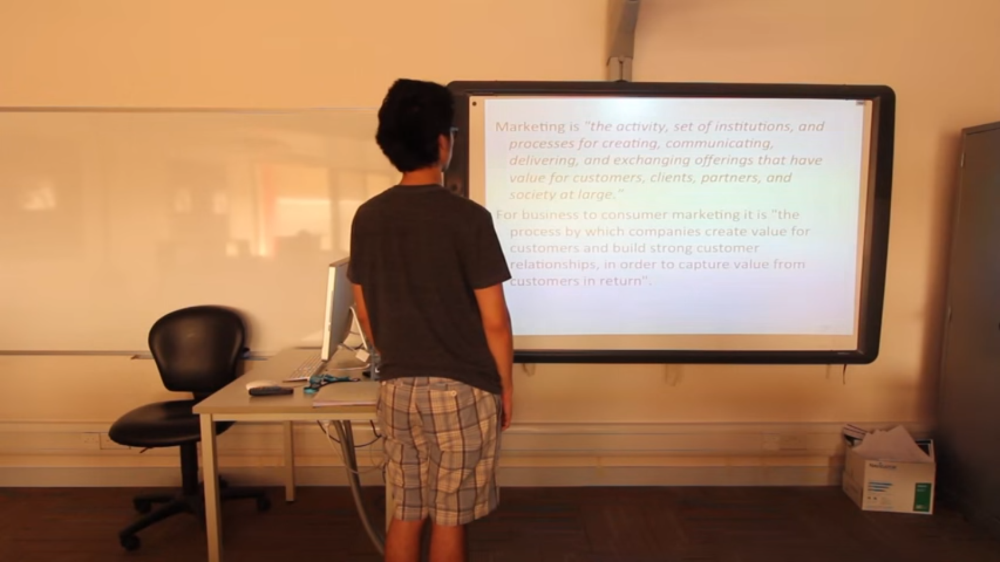 Marketing is "the activity, set of institutions, and
processes for creating, communicating,
delivering, and exchanging offerings that have
value for customers, clients, partners, and
society at large."
For business to consumer marketing it is "the
process by which companies create value for
customers and build strong customer
relationships, in order to capture value from
customers in return".